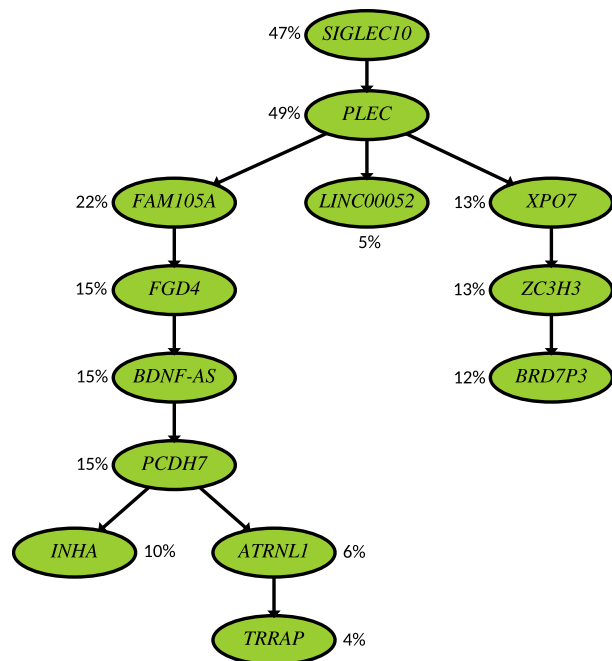 47% SIGLEC10
49% PLEC
22% FAM105A
LINC00052
13% XPO7
5%
15% FGD4
13% ZC3H3
15% BDNF-AS
12% BRD7P3
15% PCDH7
INHA 10%
ATRNL1 6%
TRRAP 4%